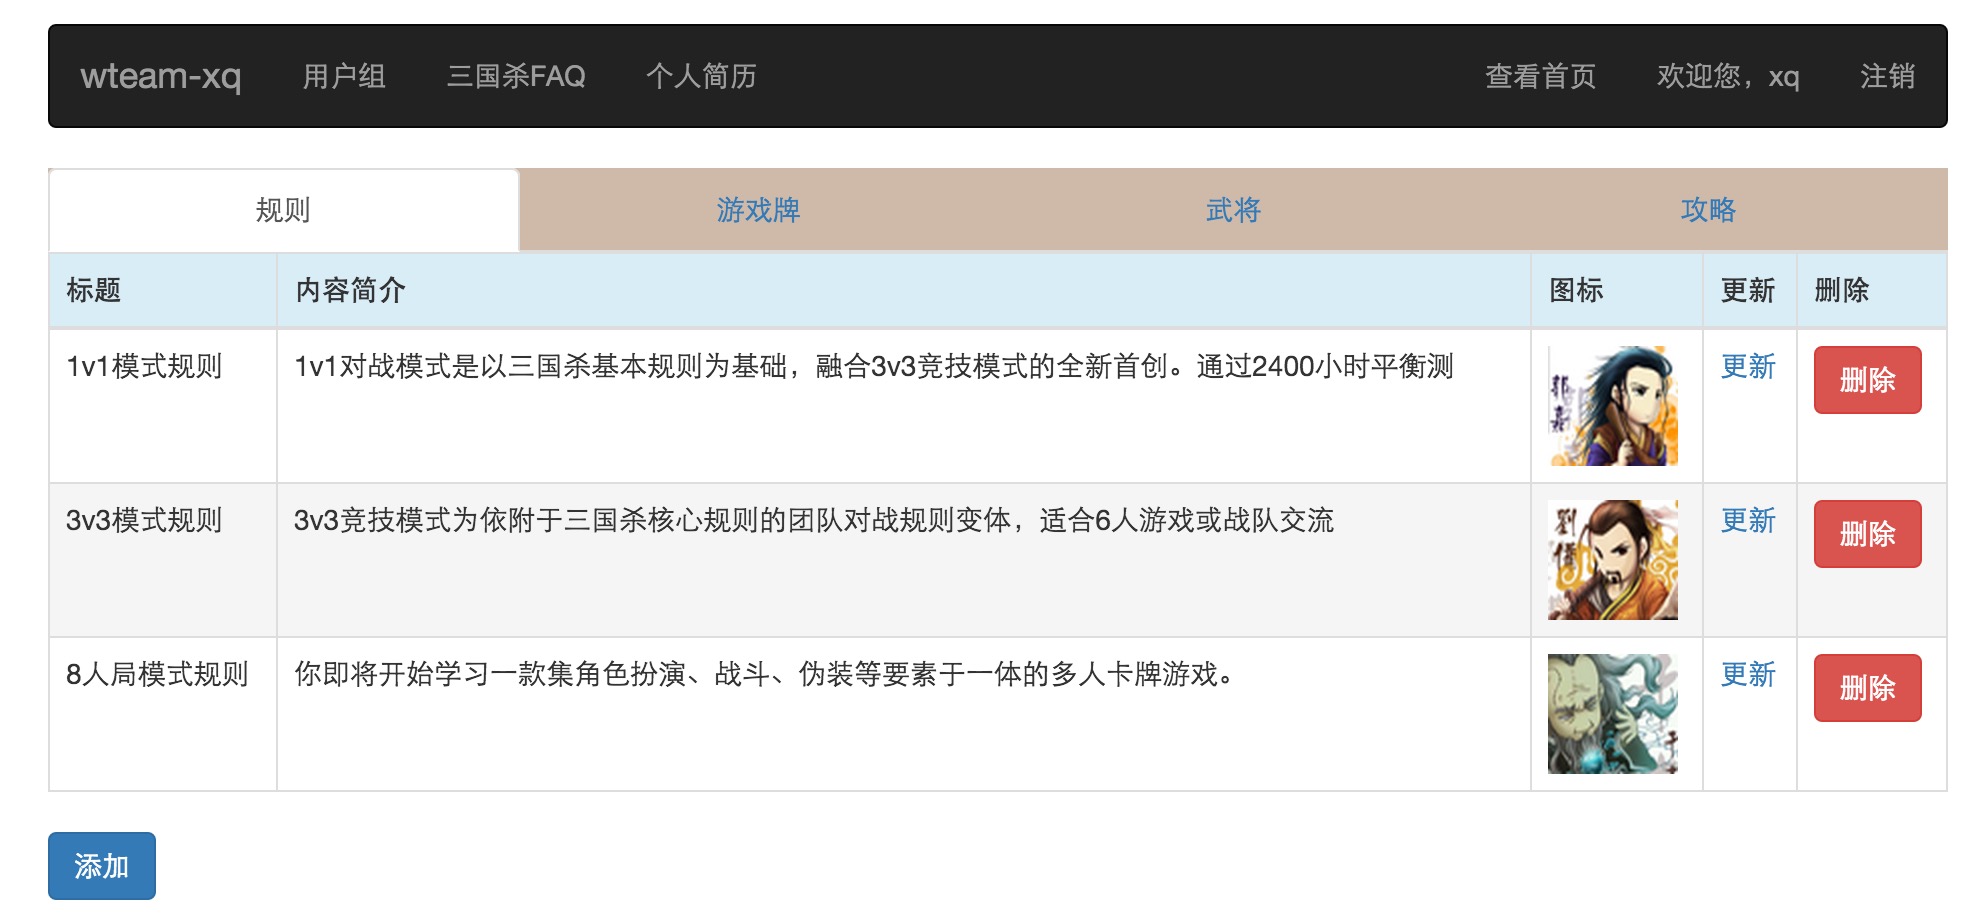 wteam-xq 用户组 三国杀FAQ 个人简历 查看首页 欢迎您，xq 注销
规则 游戏牌 武将 攻略
标题 内容简介 图标 更新 删除
1v1模式规则 1v1对战模式是以三国杀基本规则为基础，融合3v3竞技模式的全新首创。通过2400小时平衡测 更新 删除
郭嘉
3v3模式规则 3v3竞技模式为依附于三国杀核心规则的团队对战规则变体，适合6人游戏或战队交流 更新 删除
劉備
8人局模式规则 你即将开始学习一款集角色扮演、战斗、伪装等要素于一体的多人卡牌游戏。 更新 删除
添加